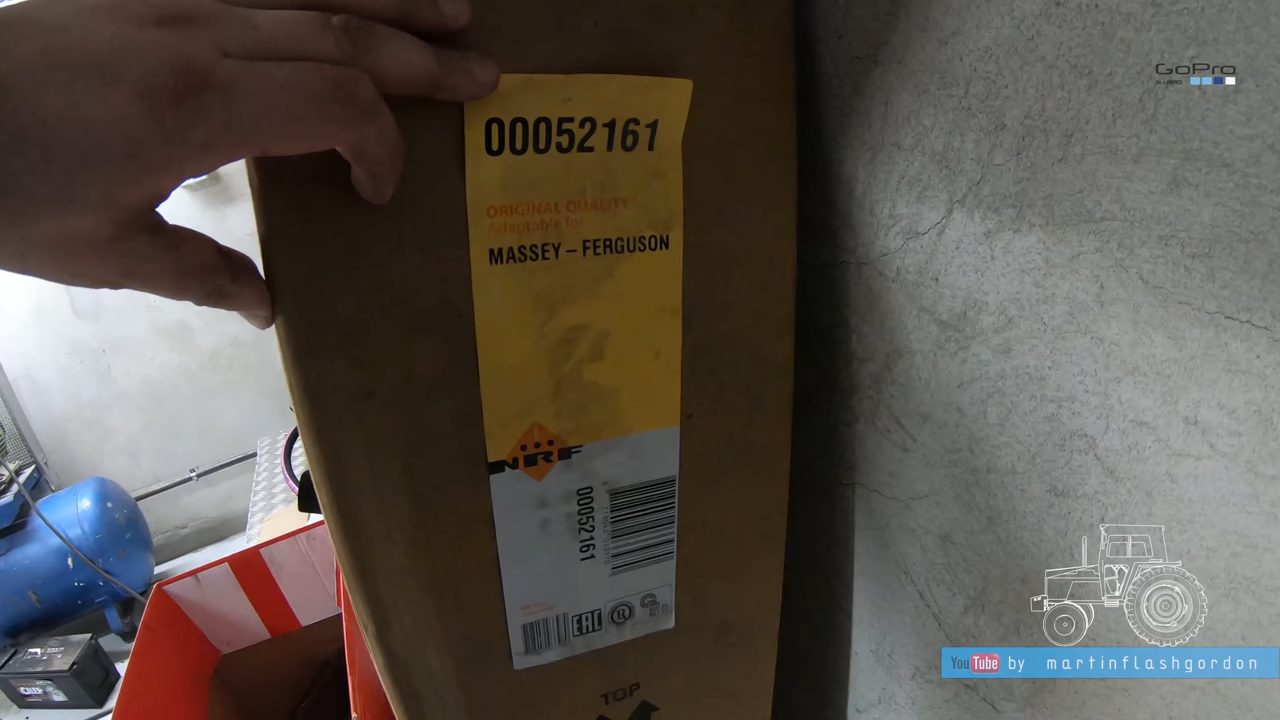 00052161
ORIGINAL QUALITY
Adaptable for
MASSEY – FERGUSON
NRF
00052161
EAC
TOP
GoPro
YouTube by martinflashgordon